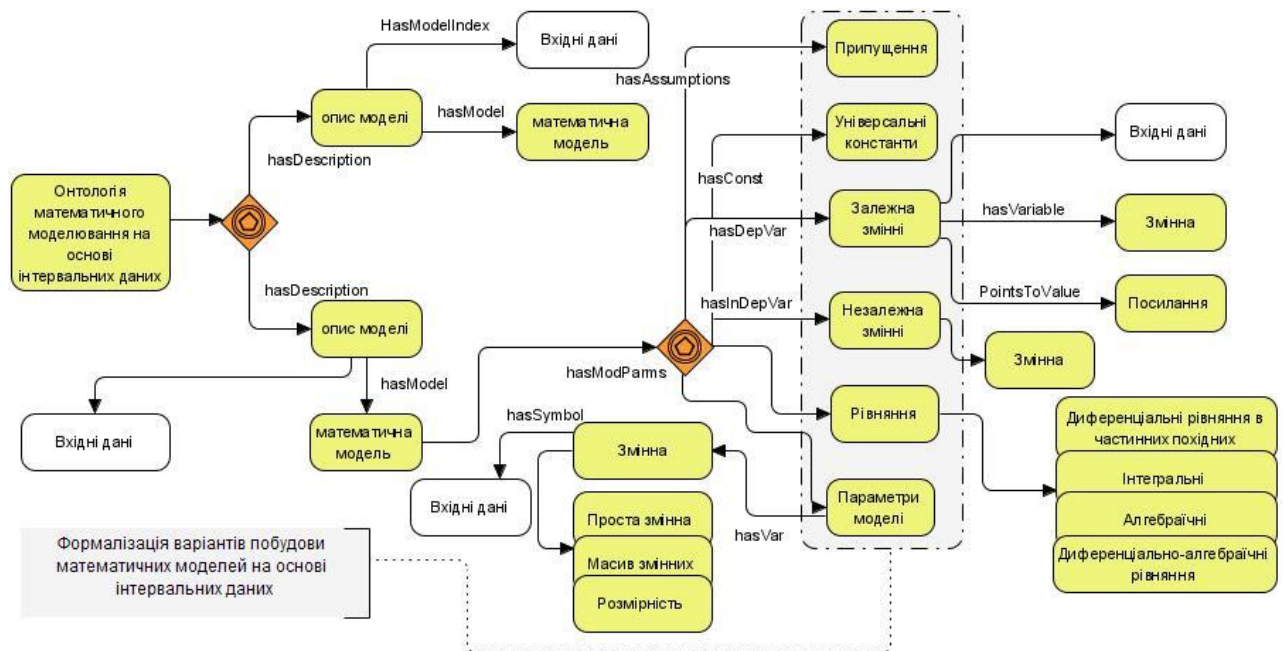 HasModelIndex
Вхідні дані
Припущення
hasAssumptions
опис моделі
hasModel
математична
модель
Універсальні
константи
Вхідні дані
hasDescription
hasConst
Онтологія
математичного
моделювання на
основі
інтервальних даних
Залежна
змінні
hasVariable
Змінна
hasDepVar
hasDescription
PointsToValue
Посилання
опис моделі
hasInDepVar
Незалежна
змінні
Змінна
hasModParms
hasModel
hasSymbol
Рівняння
Диференціальні рівняння в
частинних похідних
Вхідні дані
математична
модель
Змінна
Інтегральні
Вхідні дані
Параметри
моделі
Проста змінна
hasVar
Алгебраїчні
Формалізація варіантів побудови
математичних моделей на основі
інтервальних даних
Масив змінних
Диференціально-алгебраїчні
рівняння
Розмірність